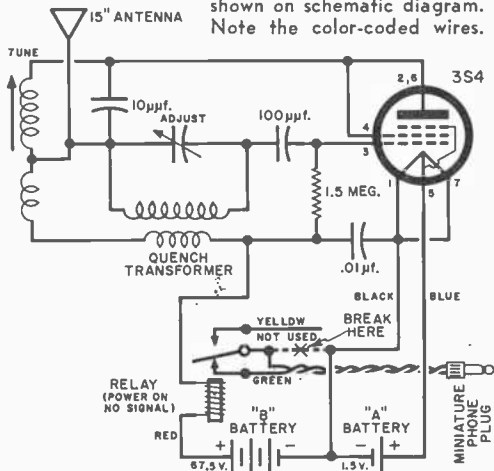 shown on schematic diagram.
Note the color-coded wires.
15" ANTENNA
TUNE
10µµf.
ADJUST
100µµf.
2,6
3S4
4
3
1
5
7
1.5 MEG.
QUENCH
TRANSFORMER
.01µf.
BLACK
BLUE
YELLOW
NOT USED
BREAK
HERE
GREEN
RELAY
(POWER ON
NO SIGNAL)
MINIATURE
PHONE
PLUG
RED
"B"
BATTERY
"A"
BATTERY
+
−
−
+
67.5 V.
1.5 V.